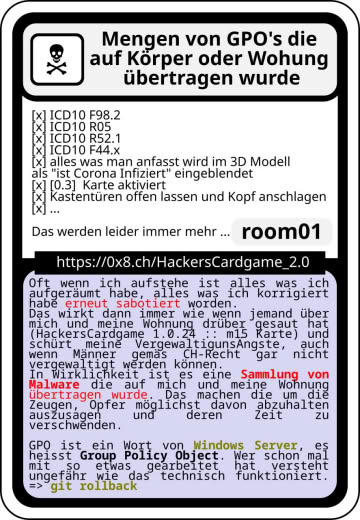 Mengen von GPO's die
auf Körper oder Wohung
übertragen wurde
[x] ICD10 F98.2
[x] ICD10 R05
[x] ICD10 R52.1
[x] ICD10 F44.x
[x] alles was man anfasst wird im 3D Modell
als "ist Corona Infiziert" eingeblendet
[x] [0.3] Karte aktiviert
[x] Kastentüren offen lassen und Kopf anschlagen
[x] ...
Das werden leider immer mehr ... room01
https://0x8.ch/HackersCardgame_2.0
Oft wenn ich aufstehe ist alles was ich
aufgeräumt habe, alles was ich korrigiert
habe erneut sabotiert worden.
Das wirkt dann immer wie wenn jemand über
mich und meine Wohnung drüber gesaut hat
(HackersCardgame 1.0.24 :: m15 Karte) und
schürt meine VergewaltigunsÄngste, auch
wenn Männer gemäs CH-Recht gar nicht
vergewaltigt werden können.
In Wirklichkeit ist es eine Sammlung von
Malware die auf mich und meine Wohnung
übertragen wurde. Das machen die um die
Zeugen, Opfer möglichst davon abzuhalten
auszusagen und deren Zeit zu
verschwenden.
GPO ist ein Wort von Windows Server, es
heisst Group Policy Object. Wer schon mal
mit so etwas gearbeitet hat versteht
ungefähr wie das technisch funktioniert.
=> git rollback